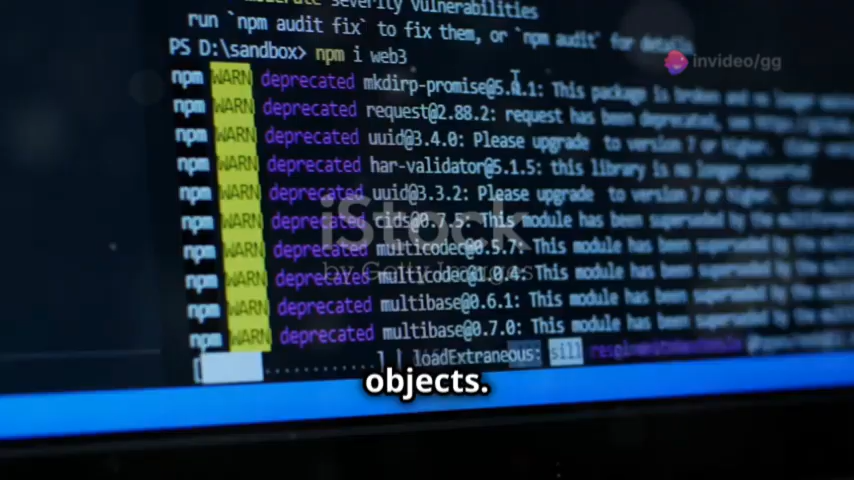 moderate severity vulnerabilities
run `npm audit fix` to fix them, or `npm audit` for details.
PS D:\sandbox> npm i web3
npm WARN deprecated mkdirp-promise@5.0.1: This package is broken and no longer
npm WARN deprecated request@2.88.2: request has been deprecated, see
npm WARN deprecated uuid@3.4.0: Please upgrade to version 7 or higher. Older
npm WARN deprecated har-validator@5.1.5: this library is no longer supported
npm WARN deprecated uuid@3.3.2: Please upgrade to version 7 or higher. Older
npm WARN deprecated cids@0.7.5: This module has been superseded by the
npm WARN deprecated multicodec@0.5.7: This module has been superseded by the
npm WARN deprecated multicodec@1.0.4: This module has been superseded by the
npm WARN deprecated multibase@0.6.1: This module has been superseded by the
npm WARN deprecated multibase@0.7.0: This module has been superseded by the
loadExtraneous: sill
invideo/gg
iStock
by Getty Images
objects.